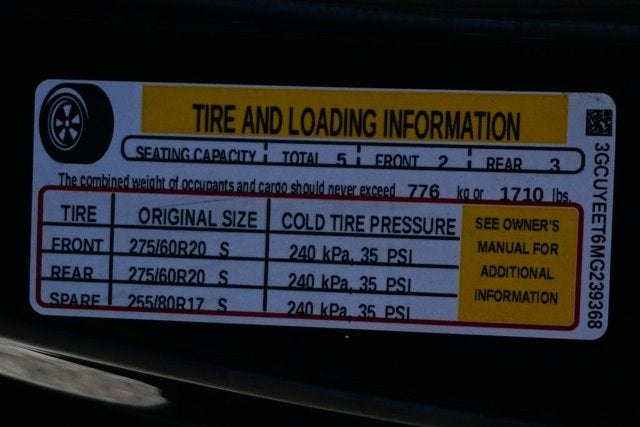 TIRE AND LOADING INFORMATION
SEATING CAPACITY TOTAL 5 FRONT 2 REAR 3
The combined weight of occupants and cargo should never exceed 776 kg or 1710 lbs.
TIRE ORIGINAL SIZE COLD TIRE PRESSURE
FRONT 275/60R20 S 240 kPa, 35 PSI
REAR 275/60R20 S 240 kPa, 35 PSI
SPARE 255/80R17 S 240 kPa, 35 PSI
SEE OWNER'S
MANUAL FOR
ADDITIONAL
INFORMATION
3GCUYEET6MG239368